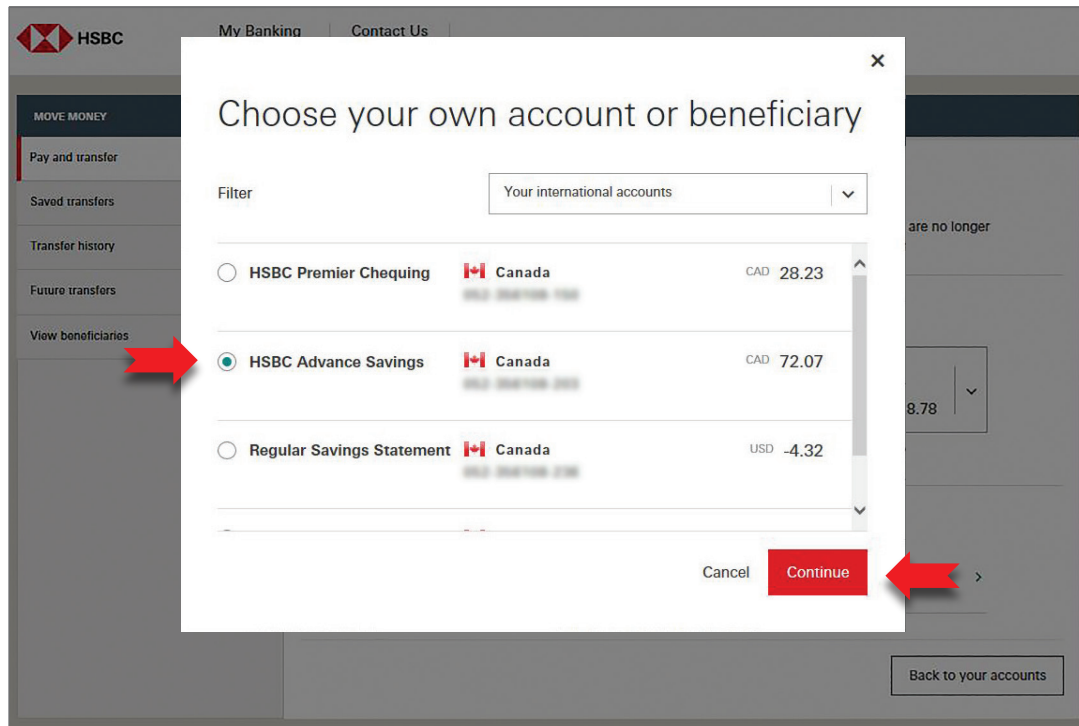 HSBC
My Banking
Contact Us
MOVE MONEY
Pay and transfer
Saved transfers
Transfer history
Future transfers
View beneficiaries
Choose your own account or beneficiary
Filter
Your international accounts
HSBC Premier Chequing Canada CAD 28.23
HSBC Advance Savings Canada CAD 72.07
Regular Savings Statement Canada USD -4.32
Cancel
Continue
are no longer
8.78
Back to your accounts